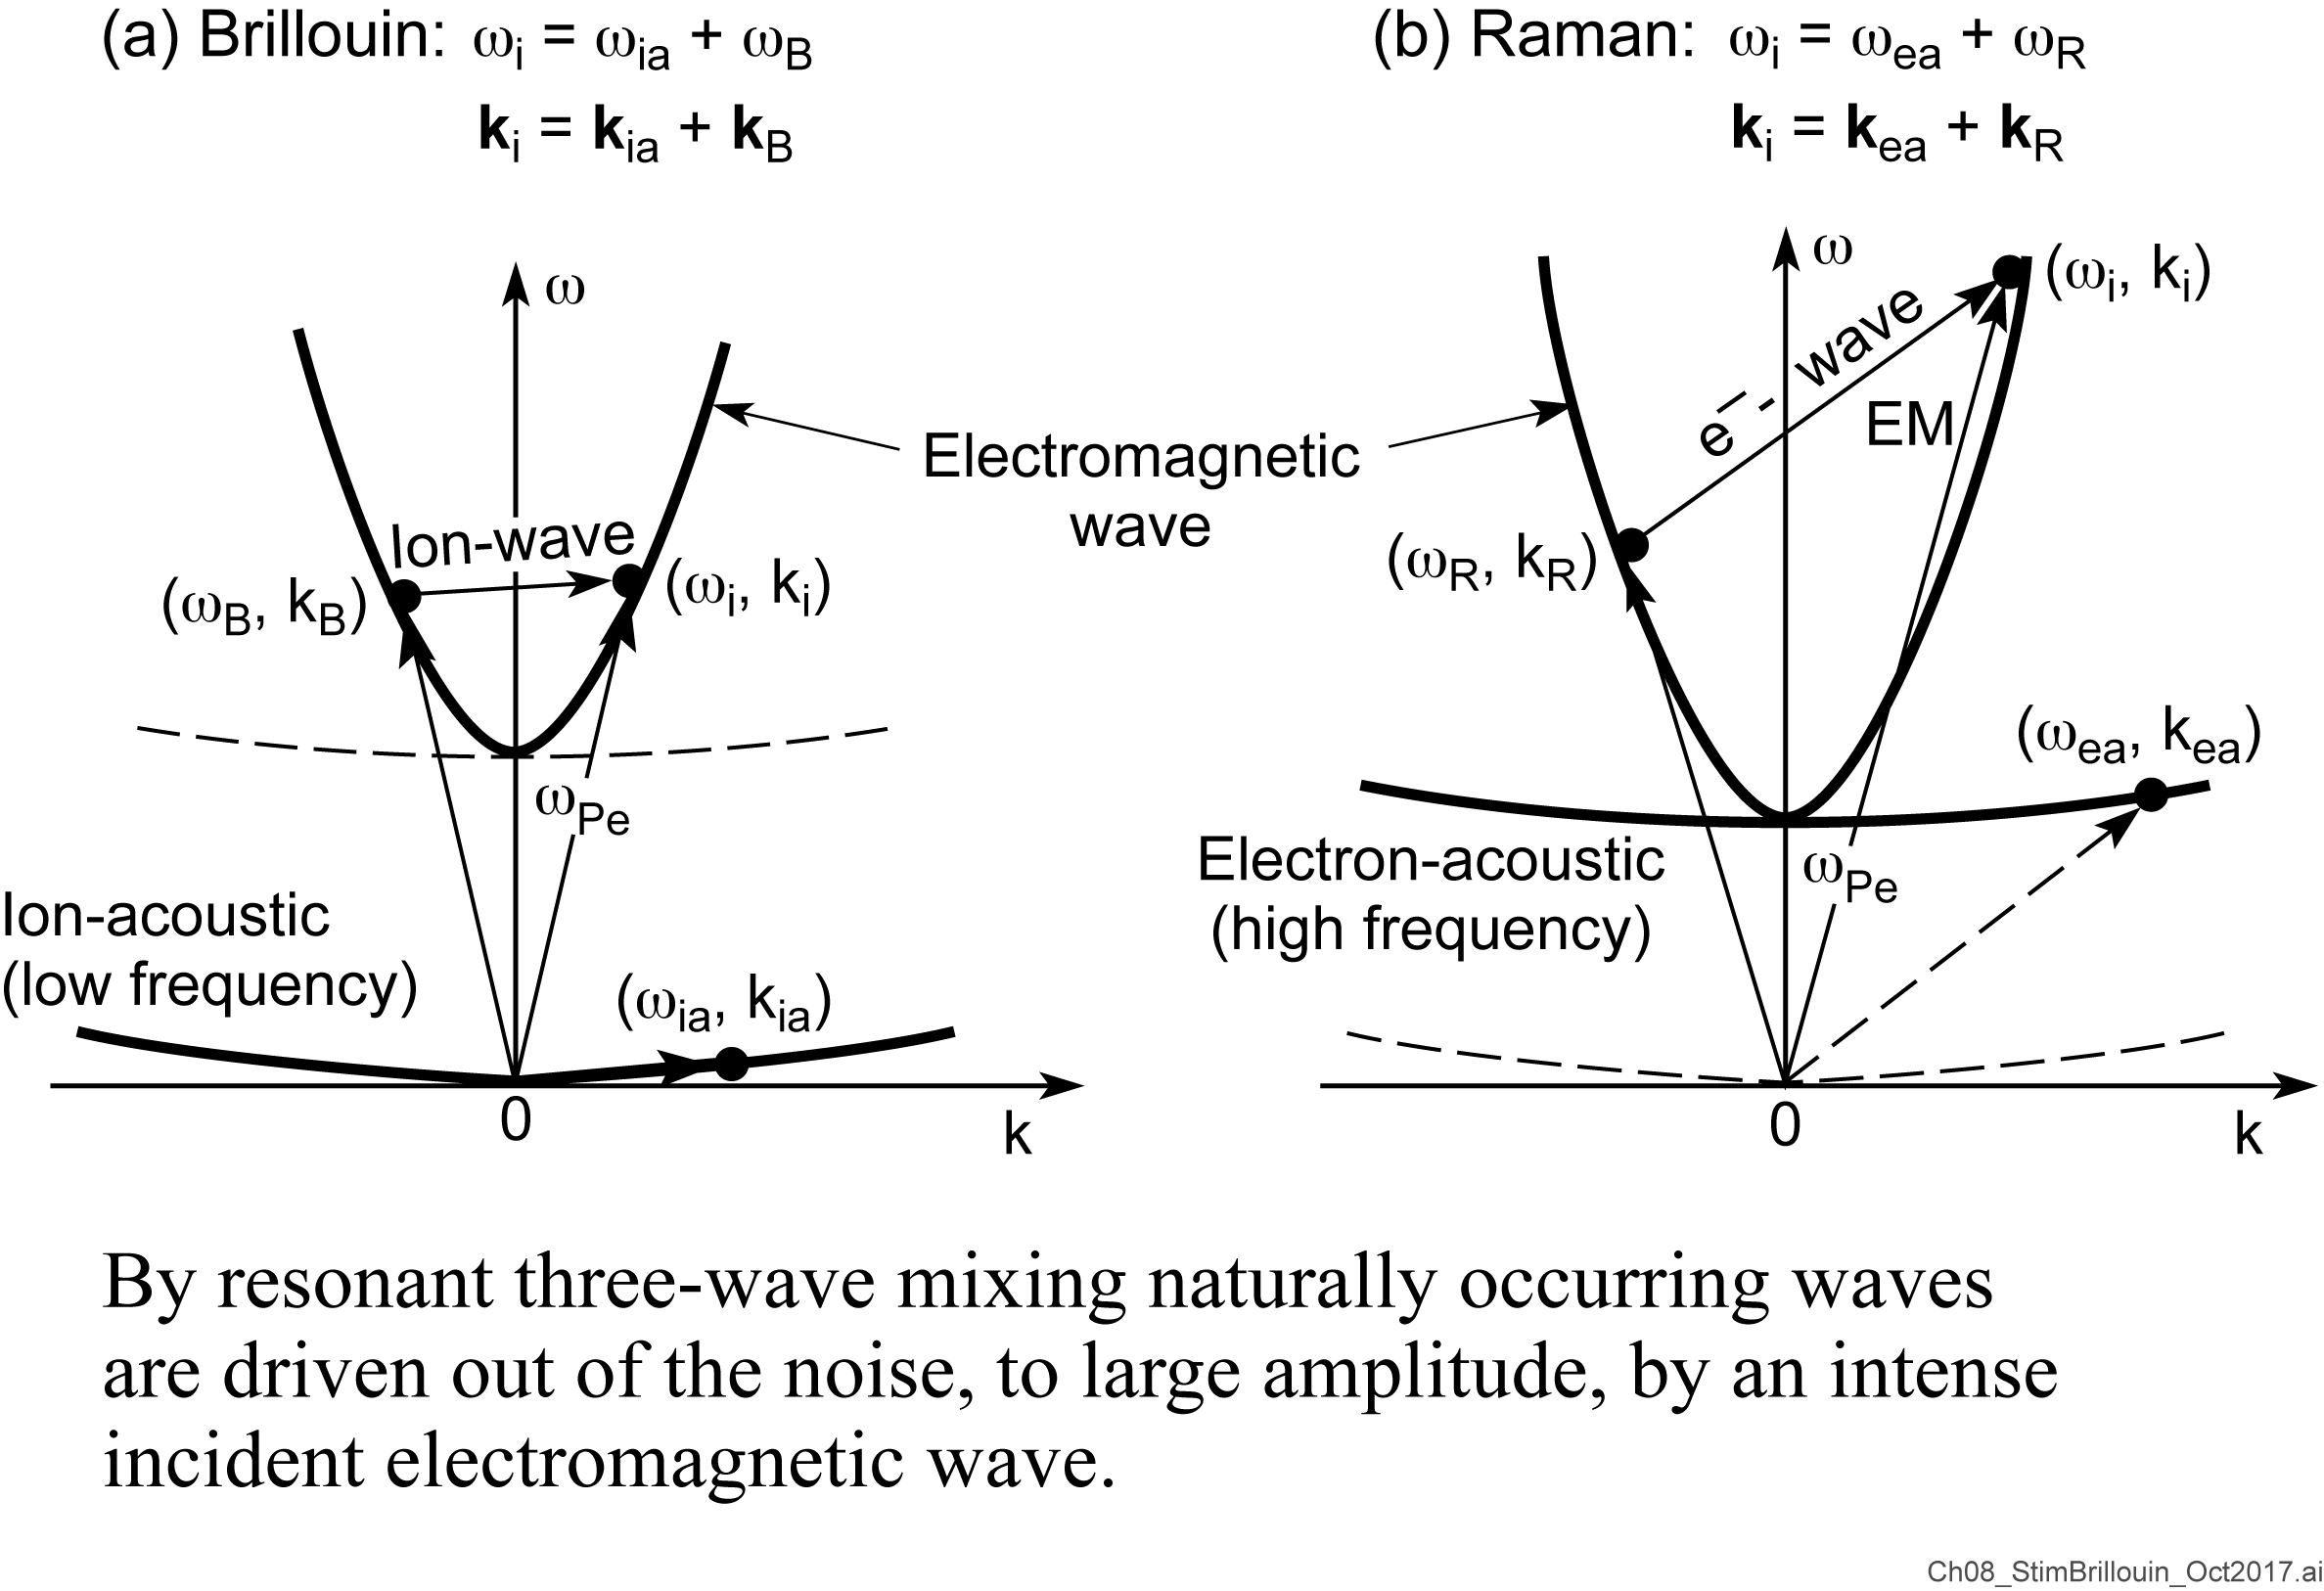 (a) Brillouin: ωi = ωia + ωB
ki = kia + kB
(b) Raman: ωi = ωea + ωR
ki = kea + kR
ω
Ion-wave
(ωB, kB)
(ωi, ki)
ωPe
Ion-acoustic
(low frequency)
(ωia, kia)
0
k
Electromagnetic
wave
ω
(ωi, ki)
e- - wave
EM
(ωR, kR)
(ωea, kea)
Electron-acoustic
(high frequency)
ωPe
0
k
By resonant three-wave mixing naturally occurring waves
are driven out of the noise, to large amplitude, by an intense
incident electromagnetic wave.
Ch08_StimBrillouin_Oct2017.ai